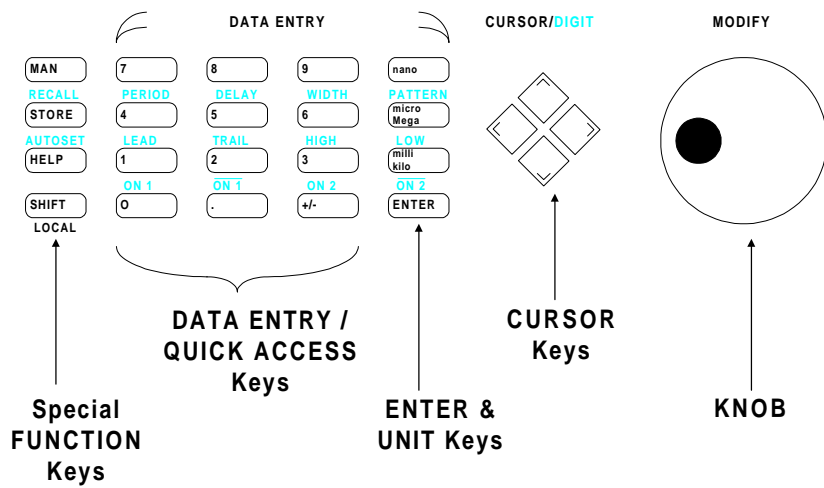 DATA ENTRY CURSOR/DIGIT MODIFY
MAN 7 8 9 nano
RECALL PERIOD DELAY WIDTH PATTERN
STORE 4 5 6 micro
Mega
AUTOSET LEAD TRAIL HIGH LOW
HELP 1 2 3 milli
kilo
ON 1 ON 1 ON 2 ON 2
SHIFT 0 . +/- ENTER
LOCAL
DATA ENTRY /
QUICK ACCESS
Keys
CURSOR
Keys
Special
FUNCTION
Keys
ENTER &
UNIT Keys
KNOB